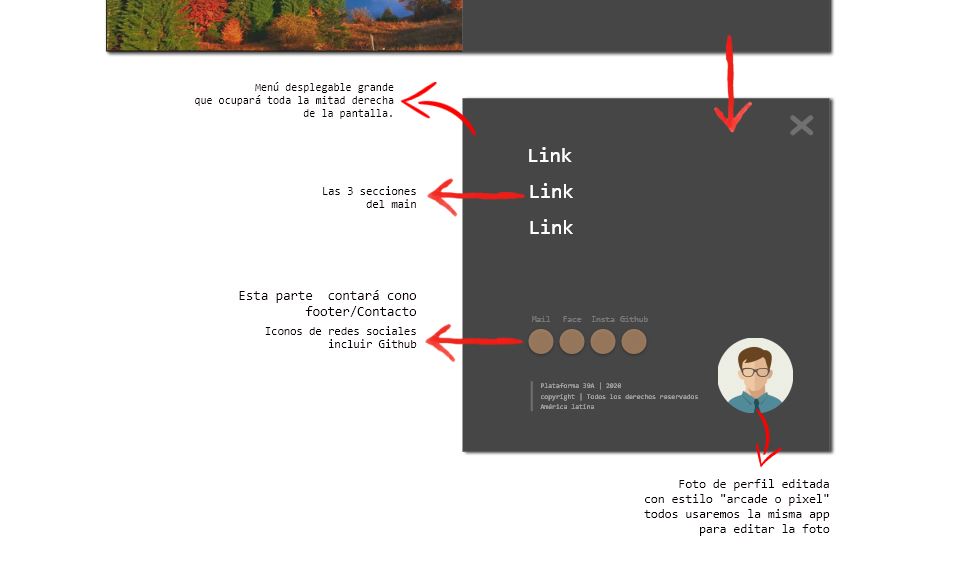 Menú desplegable grande
que ocupará toda la mitad derecha
de la pantalla.
Link
Las 3 secciones
del main
Link
Link
Esta parte  contará cono
footer/Contacto
Iconos de redes sociales
incluir Github
Mail Face Insta Github
Plataforma 39A | 2020
copyright | Todos los derechos reservados
América latina
Foto de perfil editada
con estilo "arcade o pixel"
todos usaremos la misma app
para editar la foto